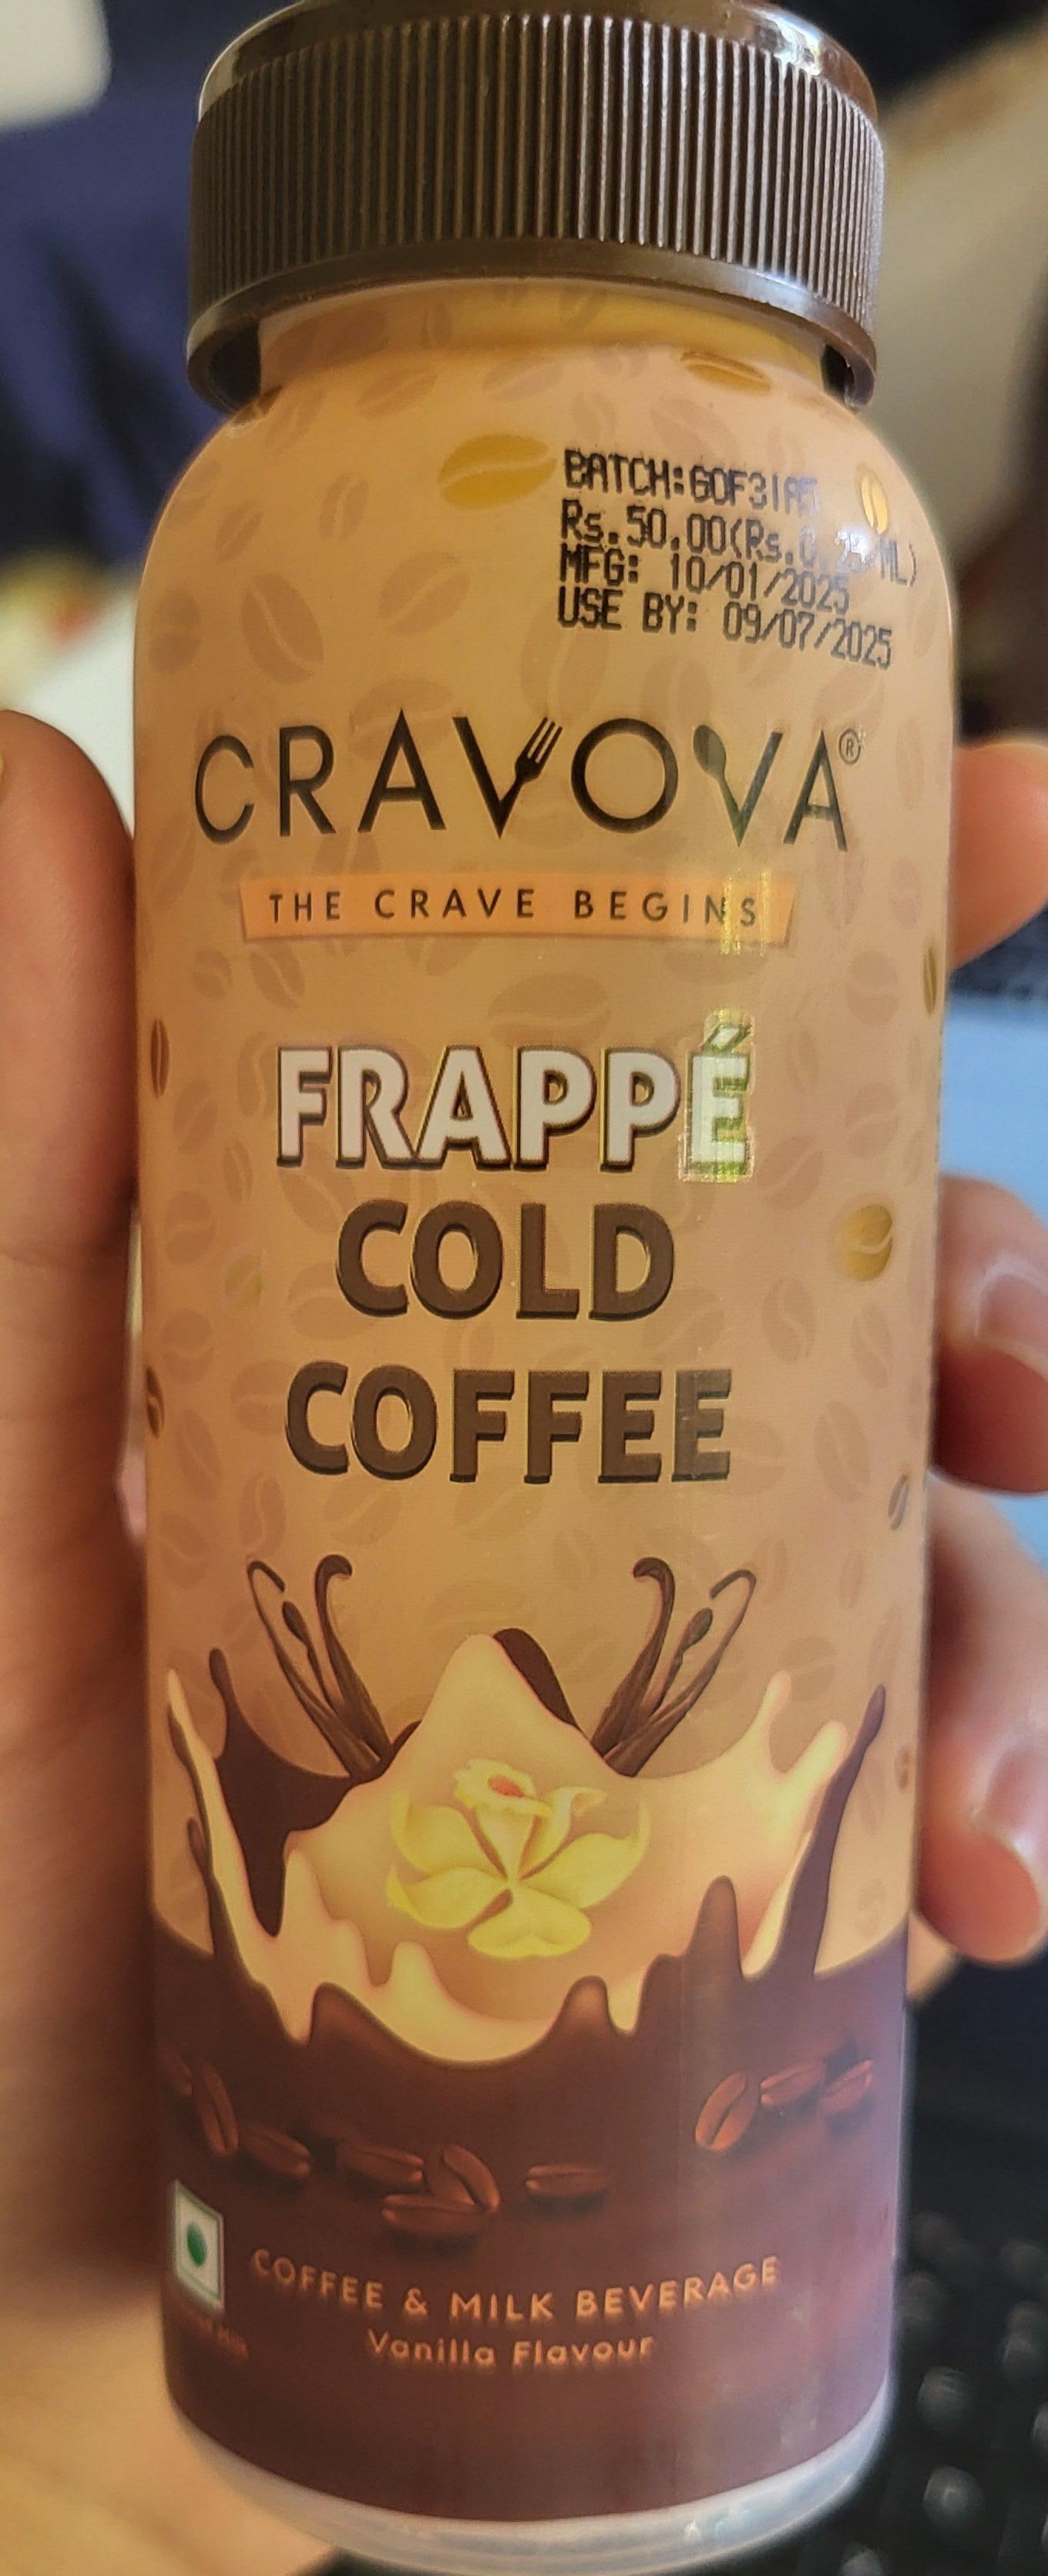 BATCH:GOF31A5
Rs.50.00(Rs.0.25/ML)
MFG: 10/01/2025
USE BY: 09/07/2025
CRAVOVA®
THE CRAVE BEGINS
FRAPPÉ
COLD
COFFEE
COFFEE & MILK BEVERAGE
Vanilla Flavour